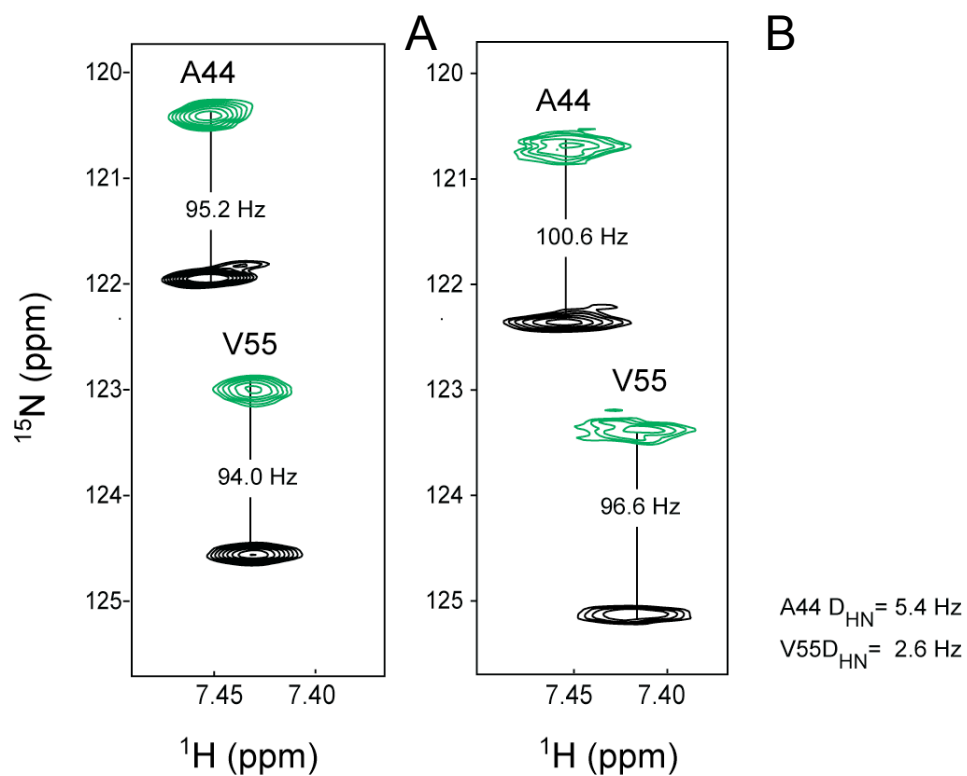 A
B
120
121
122
123
124
125
A44
95.2 Hz
V55
94.0 Hz
7.45 7.40
¹H (ppm)
¹⁵N (ppm)
120
121
122
123
124
125
A44
100.6 Hz
V55
96.6 Hz
7.45 7.40
¹H (ppm)
A44 D_HN= 5.4 Hz
V55D_HN= 2.6 Hz